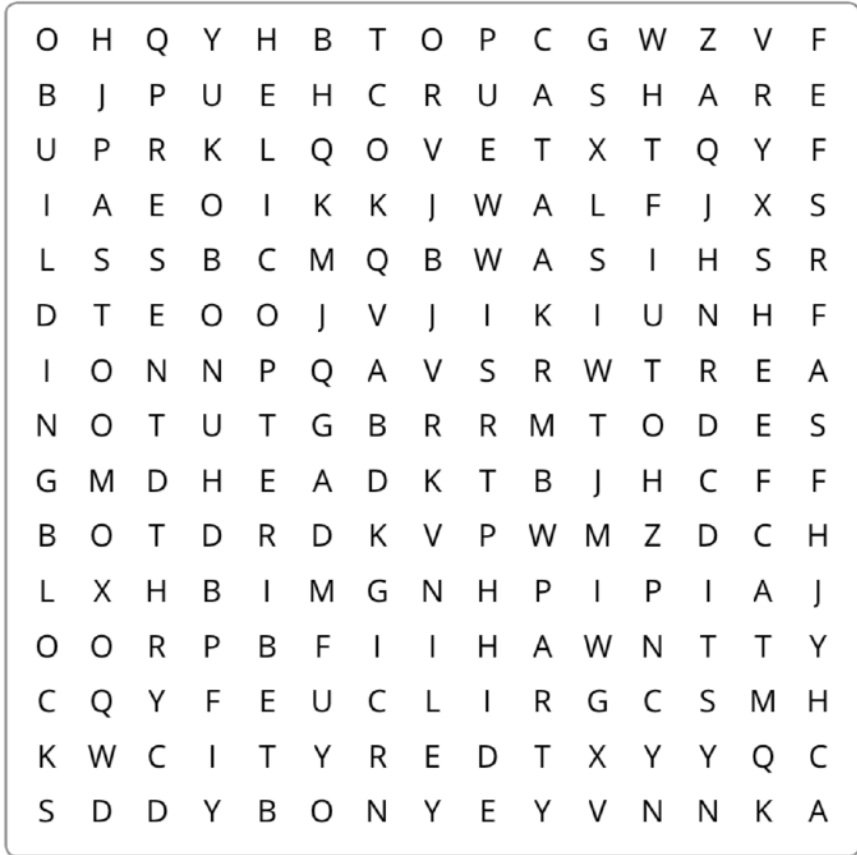 O H Q Y H B T O P C G W Z V F
B J P U E H C R U A S H A R E
U P R K L Q O V E T X T Q Y F
I A E O I K K J W A L F J X S
L S S B C M Q B W A S I H S R
D T E O O J V J I K I U N H F
I O N N P Q A V S R W T R E A
N O T U T G B R R M T O D E S
G M D H E A D K T B J H C F F
B O T D R D K V P W M Z D C H
L X H B I M G N H P I P I A J
O O R P B F I I H A W N T T Y
C Q Y F E U C L I R G C S M H
K W C I T Y R E D T X Y Y Q C
S D D Y B O N Y E Y V N N K A